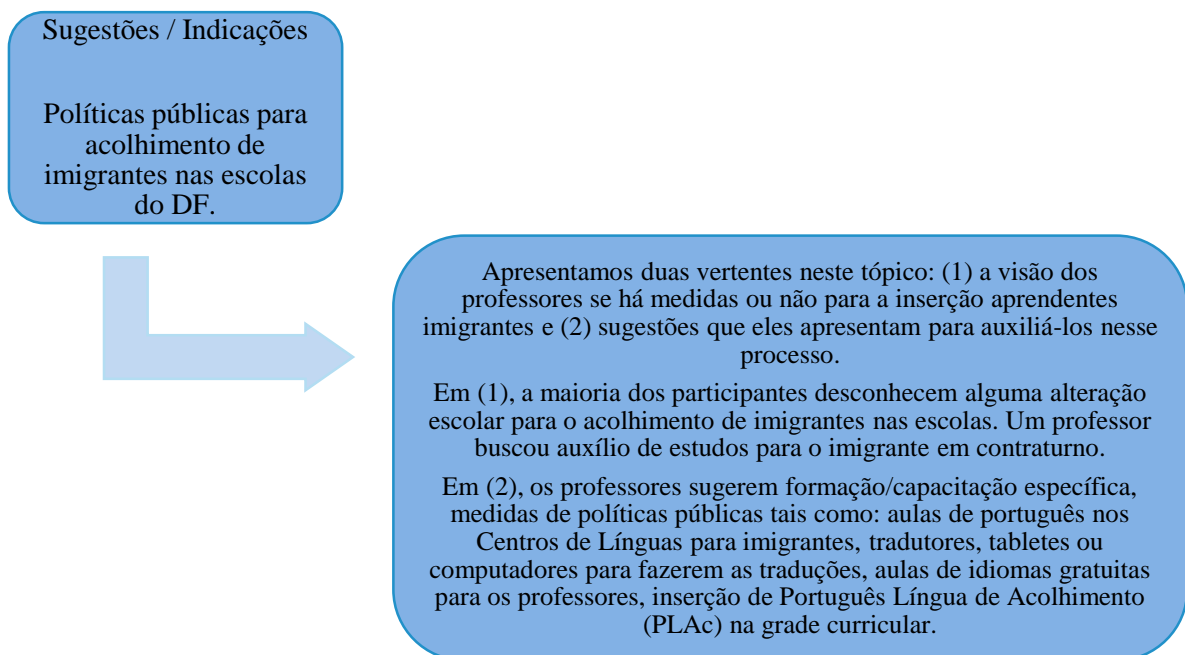 Sugestões / Indicações
Políticas públicas para
acolhimento de
imigrantes nas escolas
do DF.
Apresentamos duas vertentes neste tópico: (1) a visão dos
professores se há medidas ou não para a inserção aprendentes
imigrantes e (2) sugestões que eles apresentam para auxiliá-los nesse
processo.
Em (1), a maioria dos participantes desconhecem alguma alteração
escolar para o acolhimento de imigrantes nas escolas. Um professor
buscou auxílio de estudos para o imigrante em contraturno.
Em (2), os professores sugerem formação/capacitação específica,
medidas de políticas públicas tais como: aulas de português nos
Centros de Línguas para imigrantes, tradutores, tabletes ou
computadores para fazerem as traduções, aulas de idiomas gratuitas
para os professores, inserção de Português Língua de Acolhimento
(PLAc) na grade curricular.